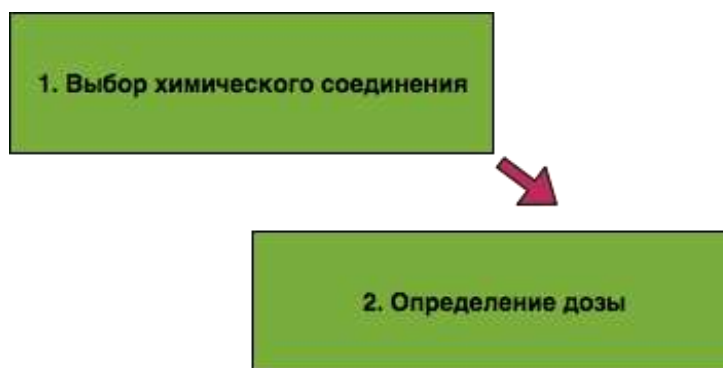 1. Выбор химического соединения
2. Определение дозы